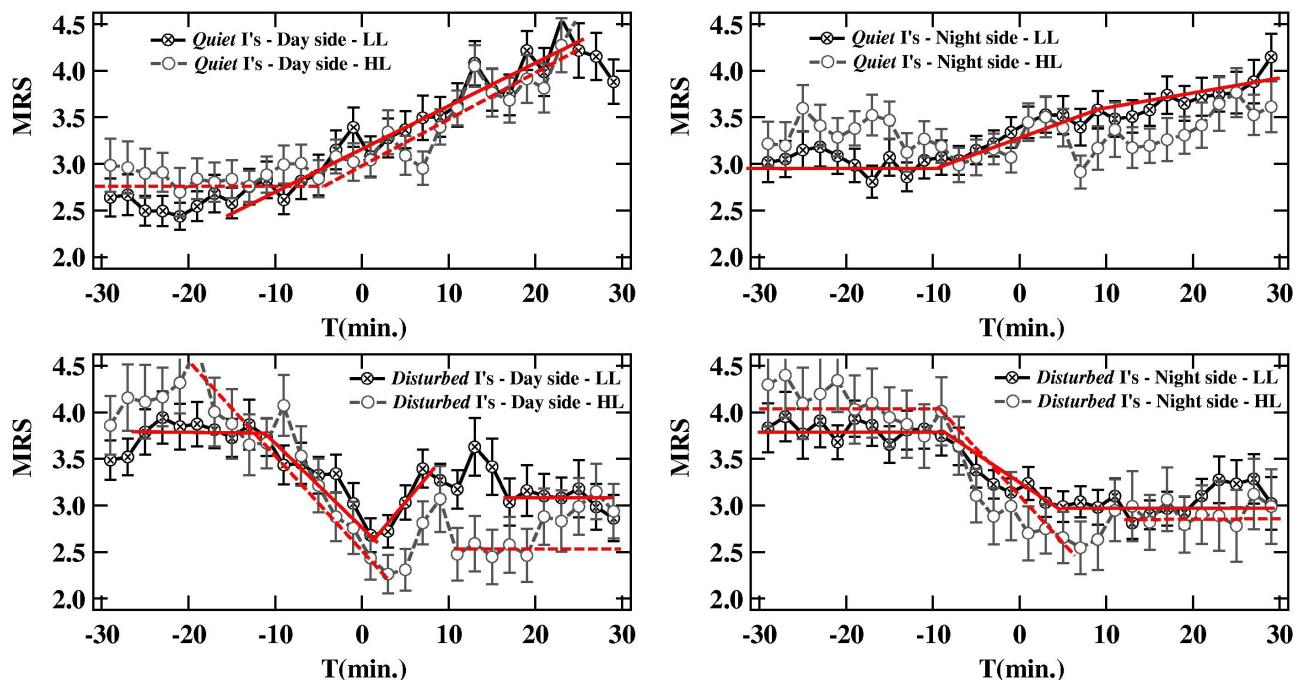 4.5
4.0
3.5
3.0
2.5
2.0
MRS
Quiet I's - Day side - LL
Quiet I's - Day side - HL
-30 -20 -10 0 10 20 30
T(min.)
4.5
4.0
3.5
3.0
2.5
2.0
MRS
Quiet I's - Night side - LL
Quiet I's - Night side - HL
-30 -20 -10 0 10 20 30
T(min.)
4.5
4.0
3.5
3.0
2.5
2.0
MRS
Disturbed I's - Day side - LL
Disturbed I's - Day side - HL
-30 -20 -10 0 10 20 30
T(min.)
4.5
4.0
3.5
3.0
2.5
2.0
MRS
Disturbed I's - Night side - LL
Disturbed I's - Night side - HL
-30 -20 -10 0 10 20 30
T(min.)